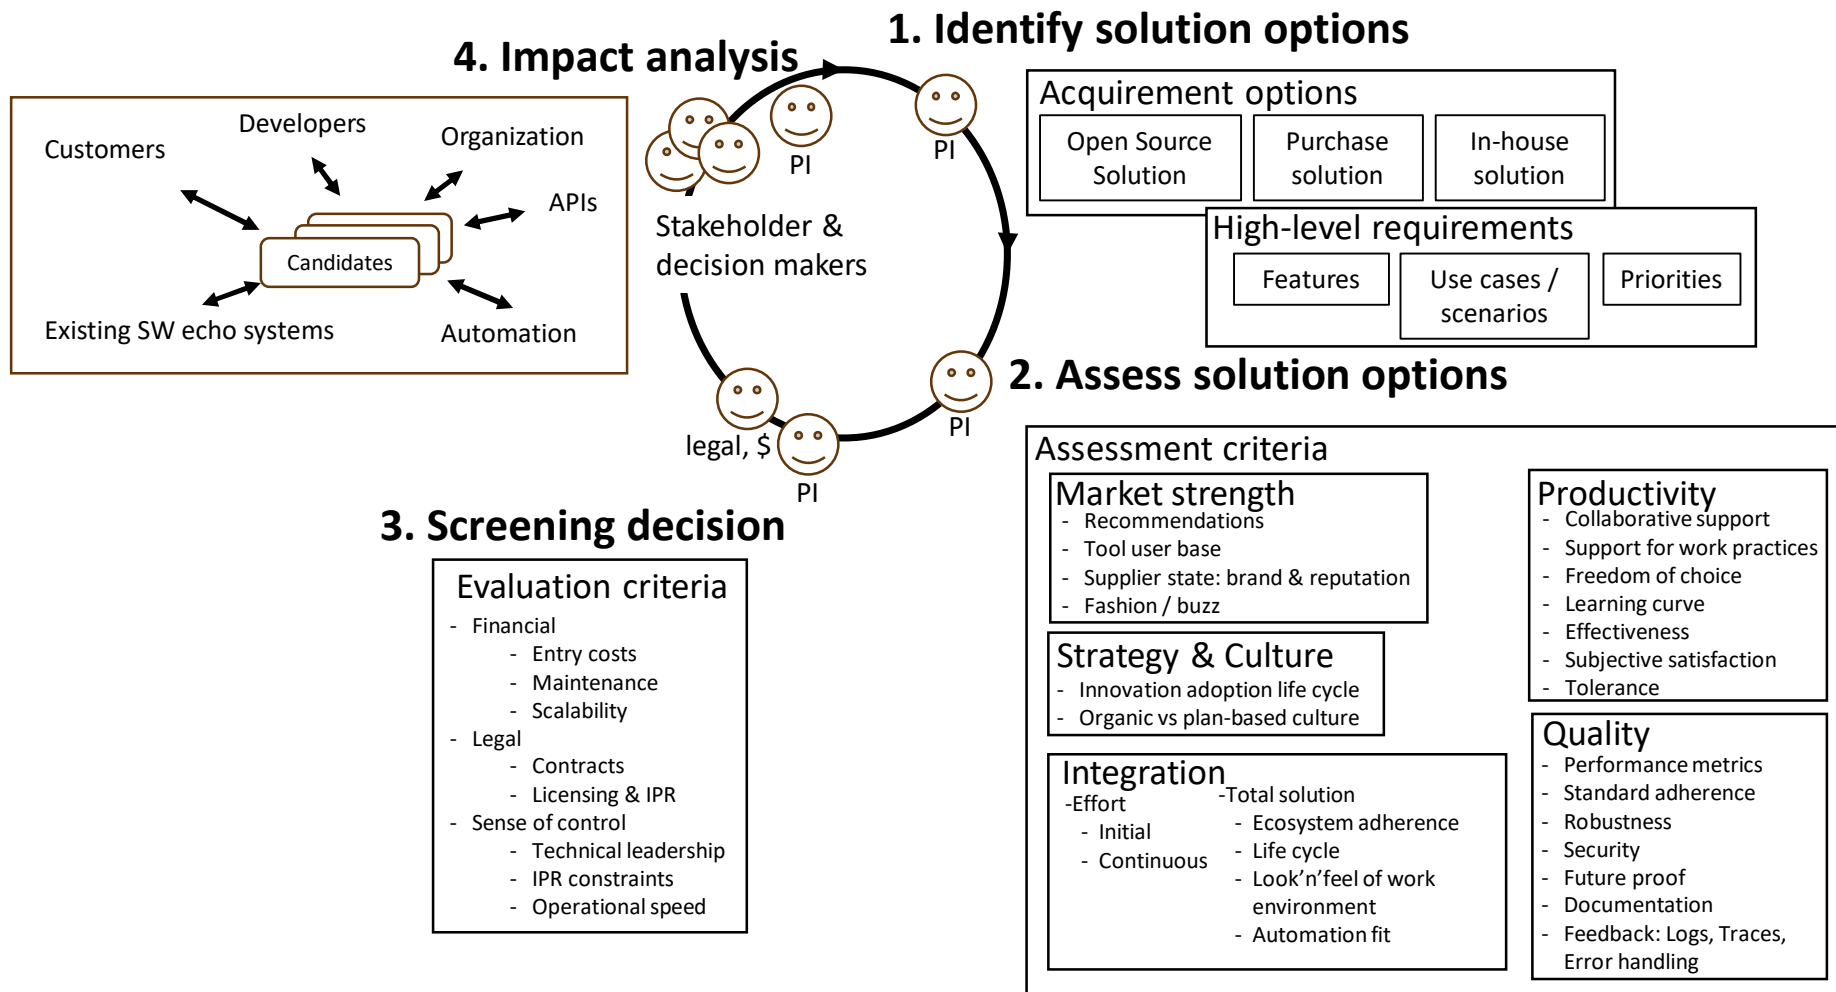 1. Identify solution options
4. Impact analysis
Customers
Developers
Organization
APIs
Candidates
Existing SW echo systems
Automation
PI
PI
Stakeholder &
decision makers
PI
legal, $
PI
Acquirement options
Open Source
Solution
Purchase
solution
In-house
solution
High-level requirements
Features
Use cases /
scenarios
Priorities
2. Assess solution options
Assessment criteria
Market strength
- Recommendations
- Tool user base
- Supplier state: brand & reputation
- Fashion / buzz
Strategy & Culture
- Innovation adoption life cycle
- Organic vs plan-based culture
Integration
-Effort
- Initial
- Continuous
-Total solution
- Ecosystem adherence
- Life cycle
- Look’n’feel of work
environment
- Automation fit
Productivity
- Collaborative support
- Support for work practices
- Freedom of choice
- Learning curve
- Effectiveness
- Subjective satisfaction
- Tolerance
Quality
- Performance metrics
- Standard adherence
- Robustness
- Security
- Future proof
- Documentation
- Feedback: Logs, Traces,
Error handling
3. Screening decision
Evaluation criteria
- Financial
- Entry costs
- Maintenance
- Scalability
- Legal
- Contracts
- Licensing & IPR
- Sense of control
- Technical leadership
- IPR constraints
- Operational speed